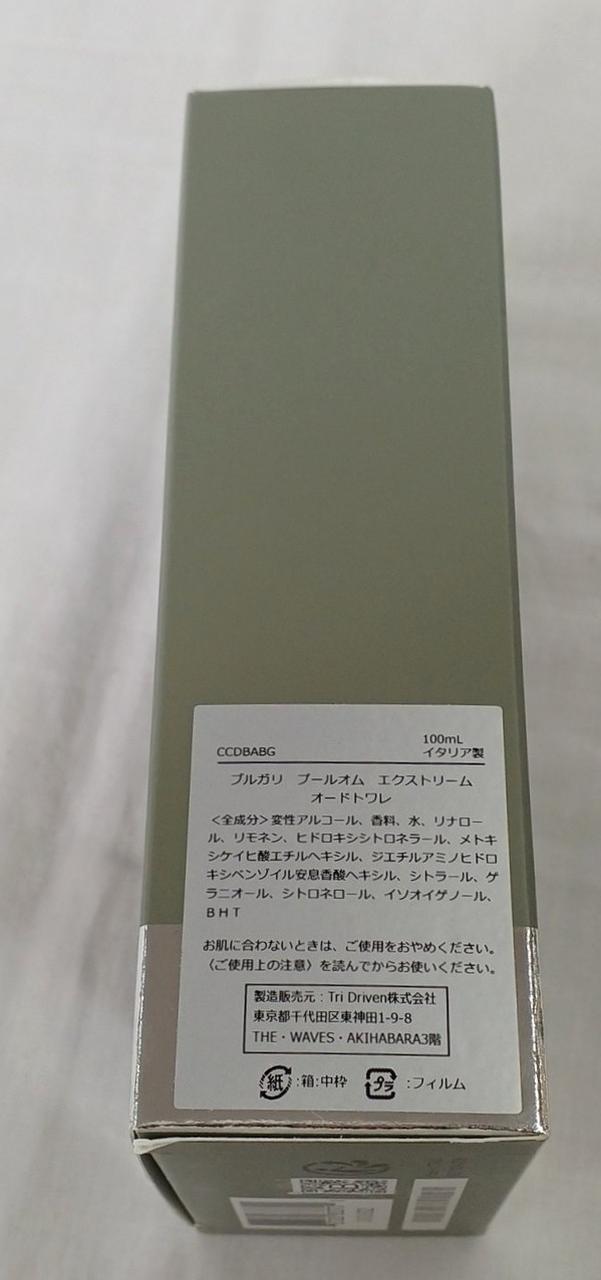 100mL
CCDBABG イタリア製
ブルガリ プールオム エクストリーム
オードトワレ
＜全成分＞変性アルコール、香料、水、リナロー
ル、リモネン、ヒドロキシシトロネラール、メトキ
シケイヒ酸エチルヘキシル、ジエチルアミノヒドロ
キシベンゾイル安息香酸ヘキシル、シトラール、ゲ
ラニオール、シトロネロール、イソオイゲノール、
ＢＨＴ
お肌に合わないときは、ご使用をおやめください。
〈ご使用上の注意〉を読んでからお使いください。
製造販売元：Tri Driven株式会社
東京都千代田区東神田1-9-8
THE・WAVES・AKIHABARA3階
紙:箱:中枠 プラ:フィルム